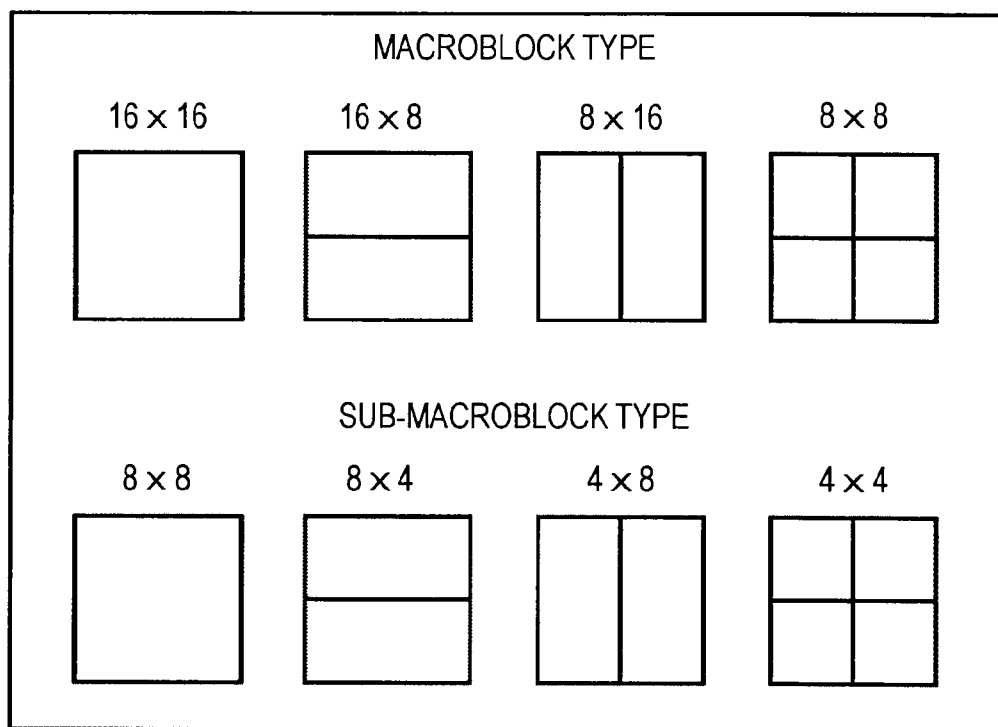 MACROBLOCK TYPE
16 × 16 16 × 8 8 × 16 8 × 8
SUB-MACROBLOCK TYPE
8 × 8 8 × 4 4 × 8 4 × 4